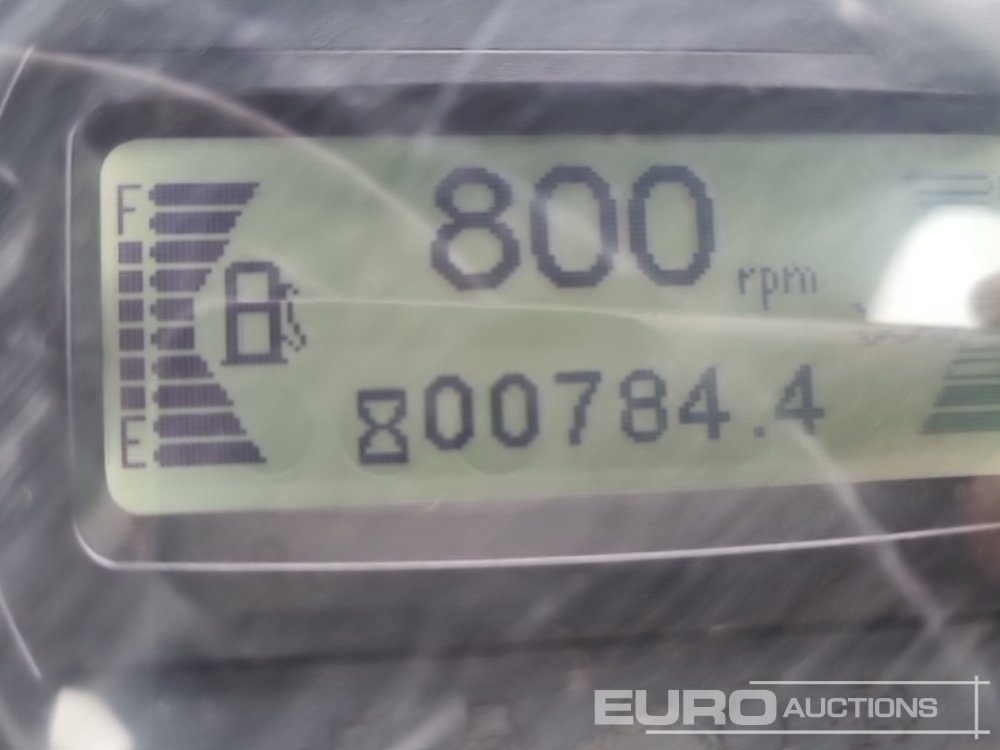 F
800 rpm
00784.4
E
EURO AUCTIONS